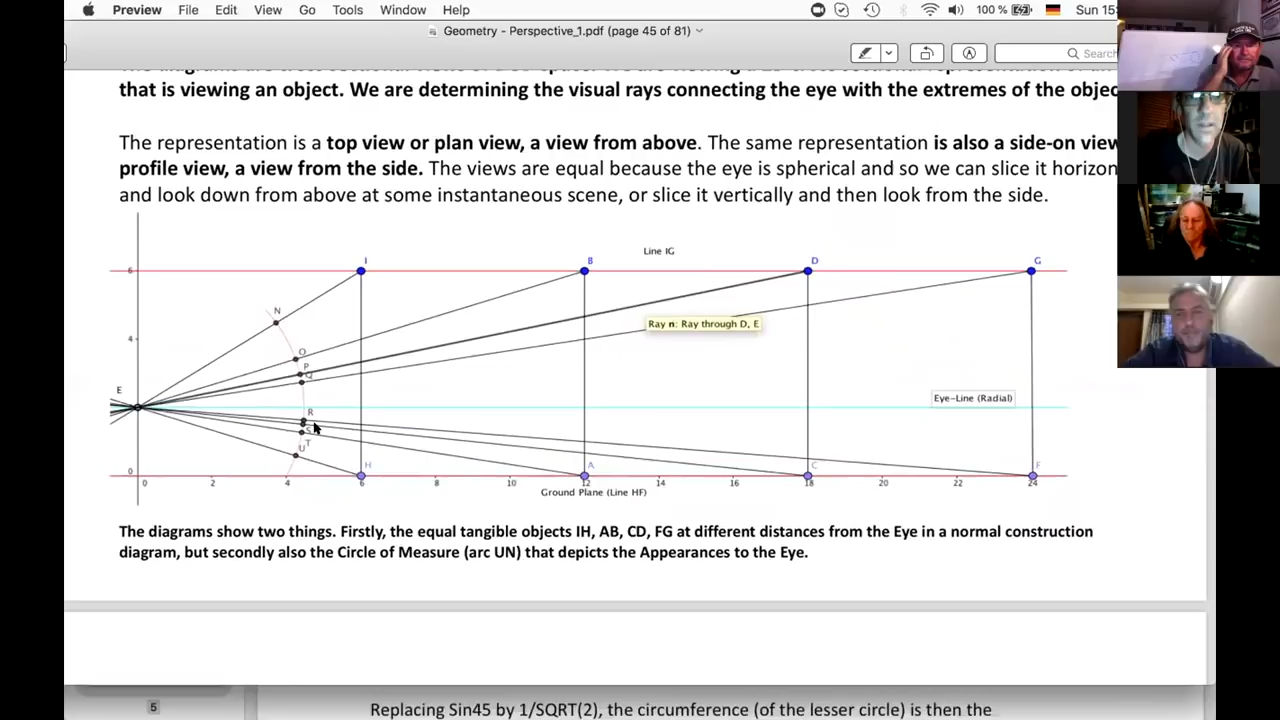 Preview File Edit View Go Tools Window Help 100 % Sun 15:
Geometry - Perspective_1.pdf (page 45 of 81)
Search
that is viewing an object. We are determining the visual rays connecting the eye with the extremes of the objec
The representation is a top view or plan view, a view from above. The same representation is also a side-on view
profile view, a view from the side. The views are equal because the eye is spherical and so we can slice it horizon
and look down from above at some instantaneous scene, or slice it vertically and then look from the side.
Line IG
I B D G
6
N
Ray n: Ray through D, E
4
O
P
Q
E
Eye-Line (Radial)
R
S
T
U
H A C F
0
0 2 4 6 8 10 12 14 16 18 20 22 24
Ground Plane (Line HF)
The diagrams show two things. Firstly, the equal tangible objects IH, AB, CD, FG at different distances from the Eye in a normal construction
diagram, but secondly also the Circle of Measure (arc UN) that depicts the Appearances to the Eye.
5
Replacing Sin45 by 1/SQRT(2), the circumference (of the lesser circle) is then the